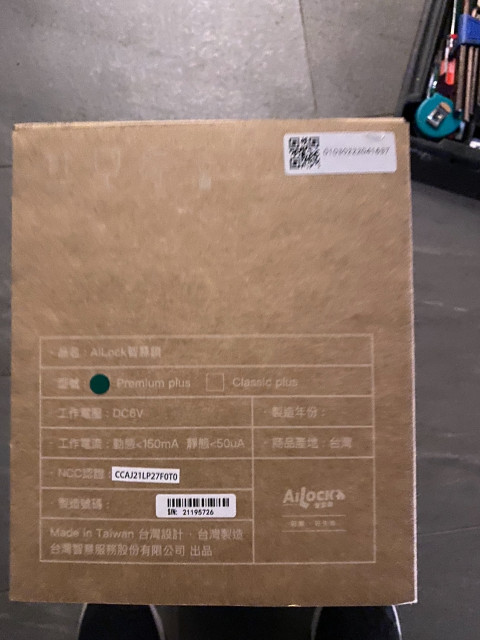 · 品名：AiLock智慧鎖
型號 Premium plus Classic plus
· 工作電壓：DC6V
· 製造年份：
· 工作電流：動態<160mA 靜態<50uA
· 商品產地：台灣
· NCC認證：CCAJ21LP27F0T0
製造號碼：
S/N: 21195726
AiLock
Made in Taiwan 台灣設計 · 台灣製造
台灣智慧服務股份有限公司 出品